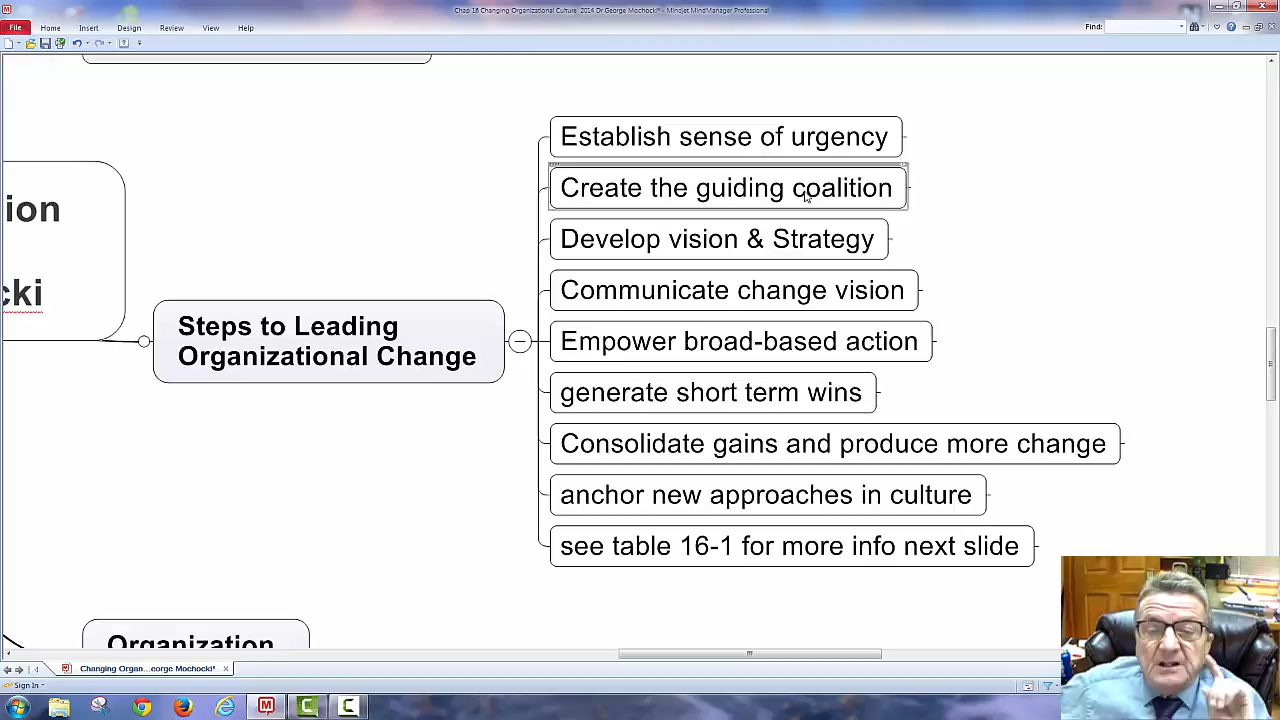 Chap 16 Changing Organizational Culture 2014 Dr George Mochocki* - Mindjet MindManager Professional
File Home Insert Design Review View Help Find:
ion
cki
Steps to Leading
Organizational Change
Establish sense of urgency
Create the guiding coalition
Develop vision & Strategy
Communicate change vision
Empower broad-based action
generate short term wins
Consolidate gains and produce more change
anchor new approaches in culture
see table 16-1 for more info next slide
Organization
Changing Organ...eorge Mochocki*
Sign In